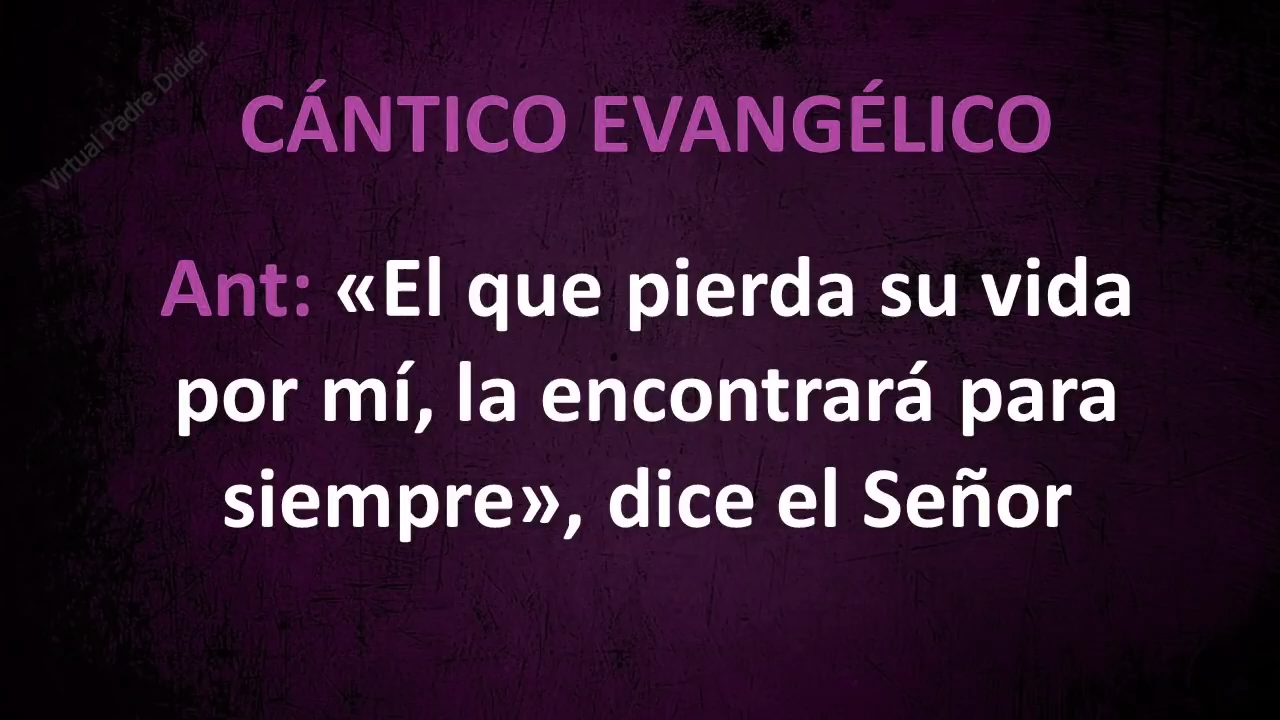 Virtual Padre Didier
CÁNTICO EVANGÉLICO
Ant: «El que pierda su vida
por mí, la encontrará para
siempre», dice el Señor